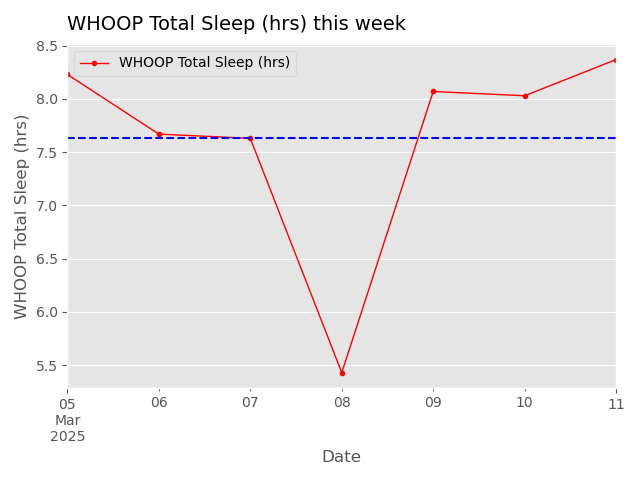 WHOOP Total Sleep (hrs) this week
WHOOP Total Sleep (hrs)
WHOOP Total Sleep (hrs)
8.5
8.0
7.5
7.0
6.5
6.0
5.5
05 06 07 08 09 10 11
Mar
2025
Date